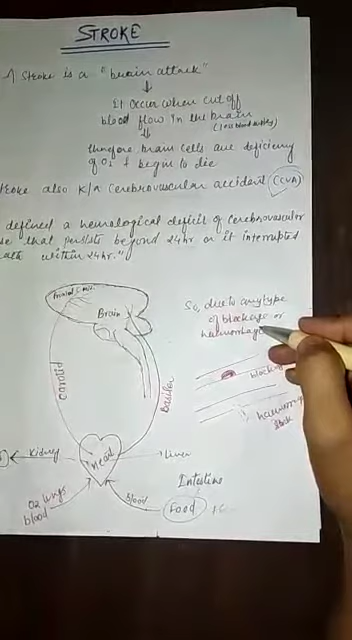 STROKE
A Stroke is a "brain attack"
It occur when cut off
blood flow in the brain
(less blood supply)
therefore brain cells are deficiency
of O2 & begin to die
stroke also K/a Cerebrovascular accident (CVA)
defined a neurological deficit of cerebrovascular
that persists beyond 24hr or it interrupted
within 24hr."
So, due to any type
of blockage or
haemorrhage
Brain
carotid
blockage
Heart
Kidney
Liver
Intestine
O2 lungs
blood
Blood
Food